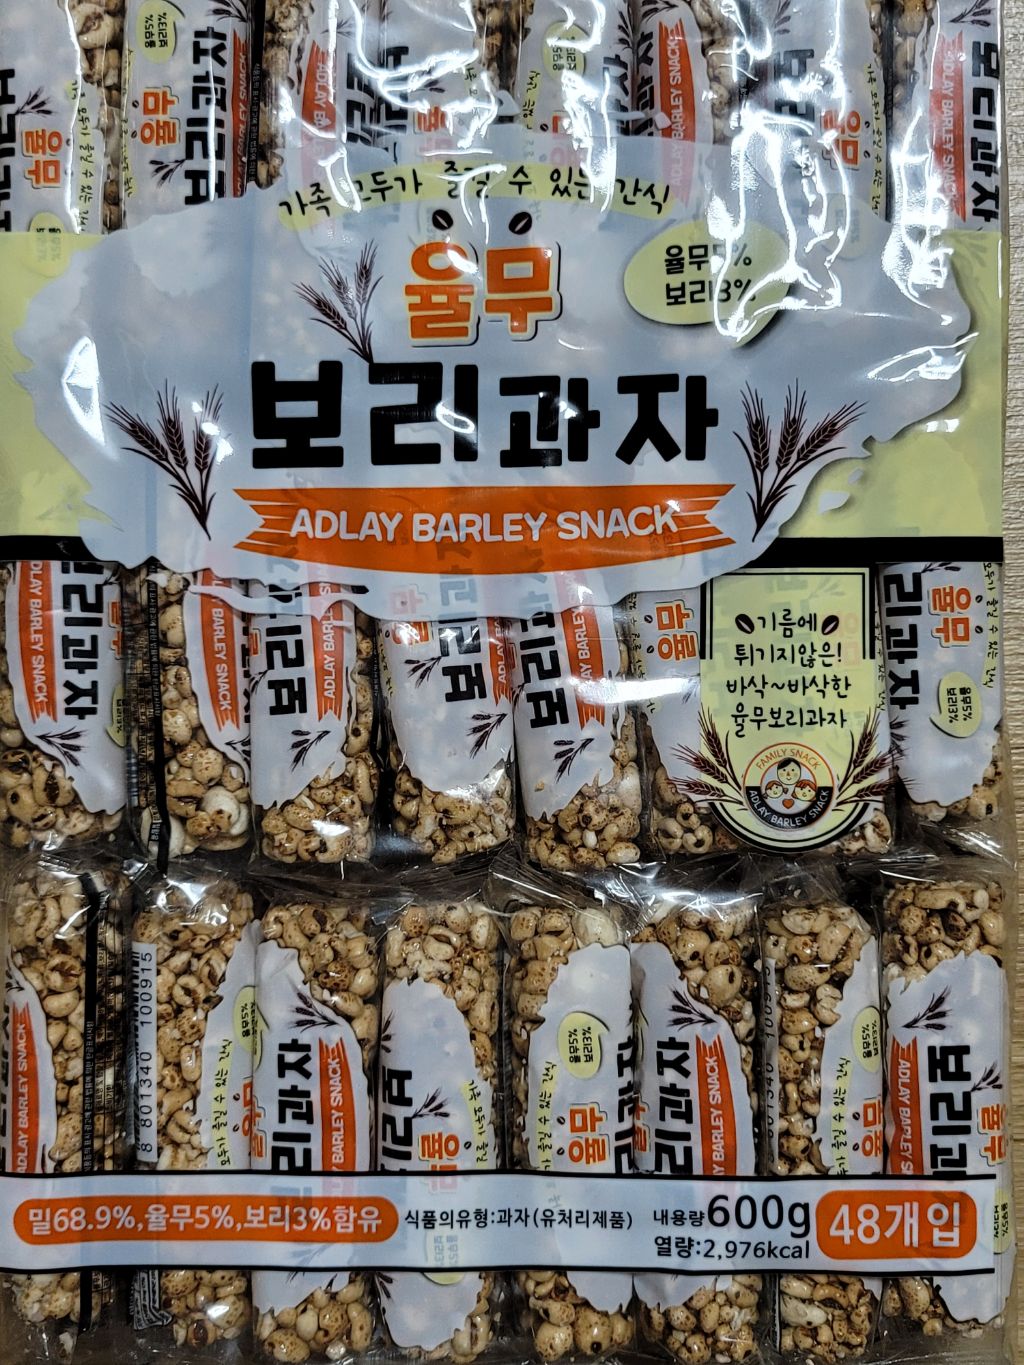 가족 모두가 즐길 수 있는 간식
율무
율무5%
보리3%
보리과자
ADLAY BARLEY SNACK
기름에
튀기지않은!
바삭~바삭한
율무보리과자
FAMILY SNACK
ADLAY BARLEY SNACK
8 801340 100915
밀68.9%,율무5%,보리3%함유
식품의유형:과자(유처리제품)
내용량600g
열량:2,976kcal
48개입